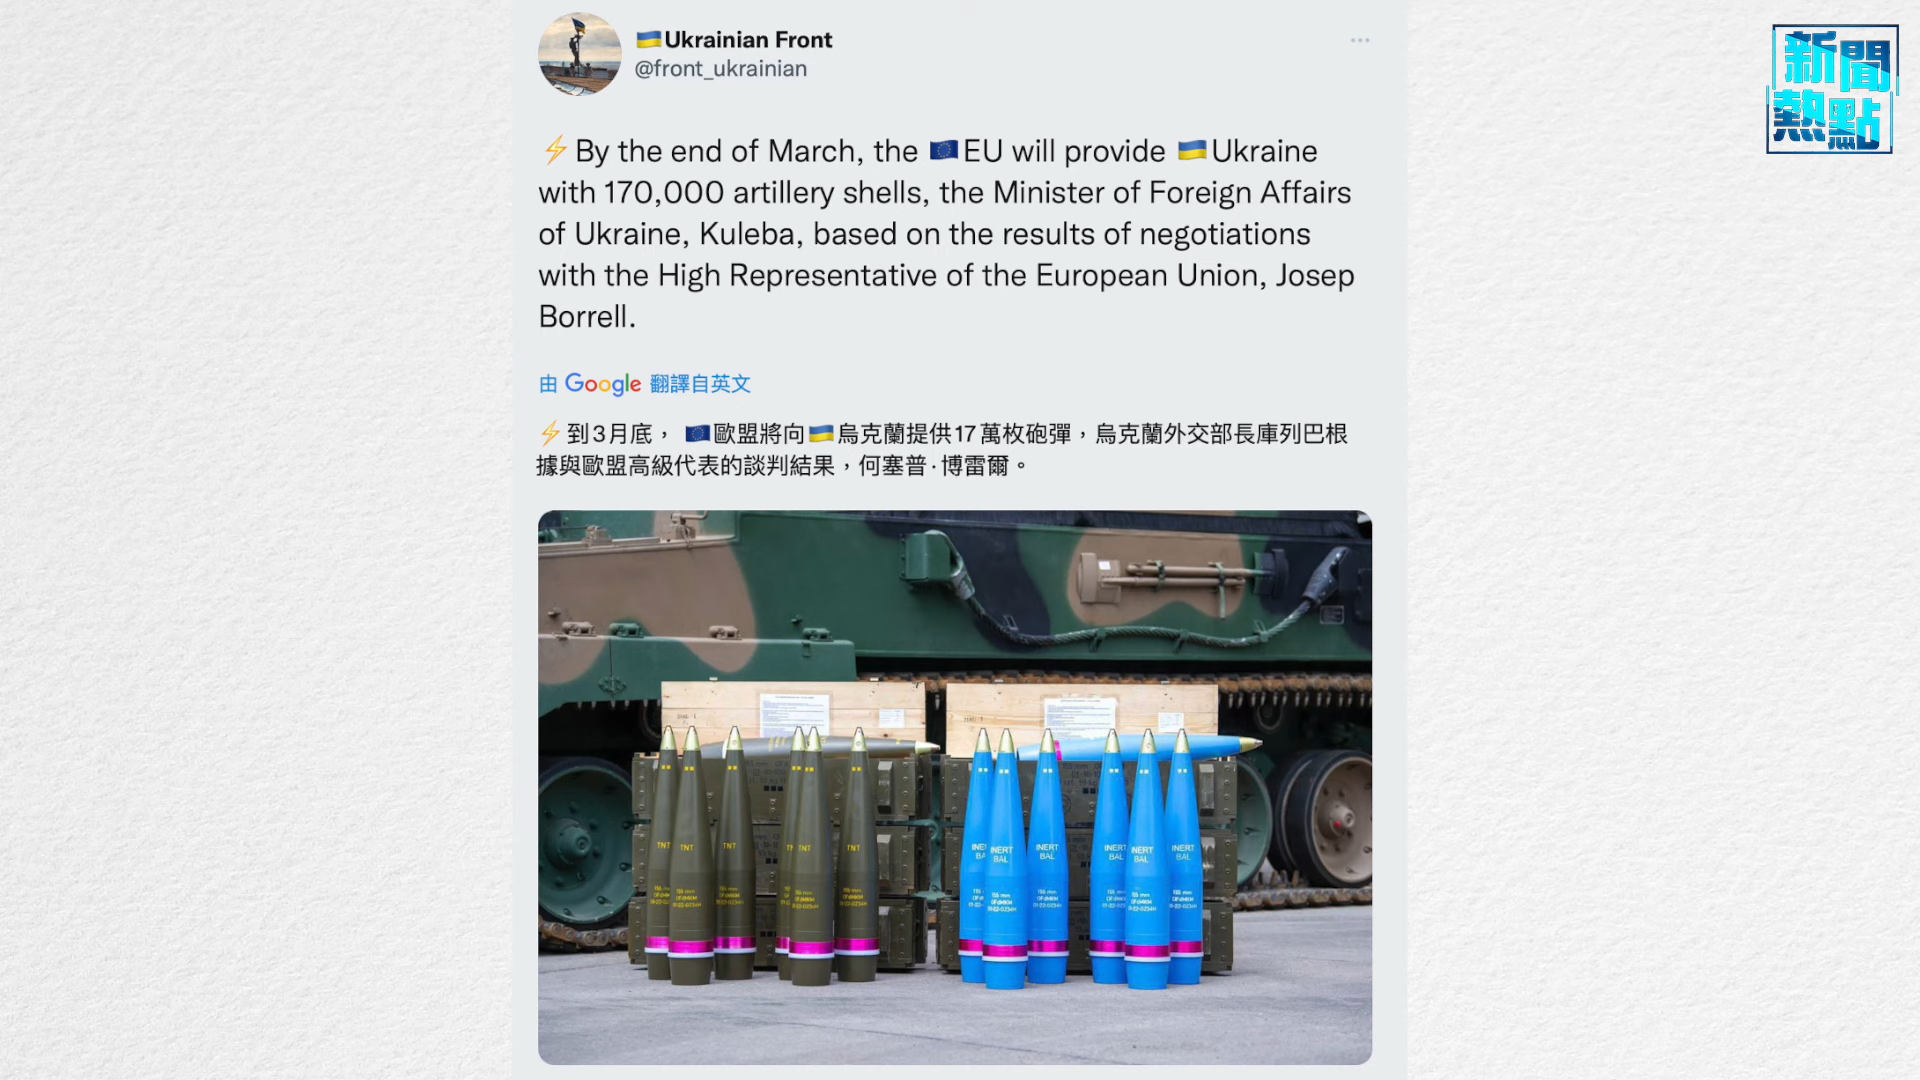 🇺🇦Ukrainian Front
@front_ukrainian
新聞
熱點
⚡By the end of March, the 🇪🇺EU will provide 🇺🇦Ukraine
with 170,000 artillery shells, the Minister of Foreign Affairs
of Ukraine, Kuleba, based on the results of negotiations
with the High Representative of the European Union, Josep
Borrell.
由 Google 翻譯自英文
⚡到3月底， 🇪🇺歐盟將向🇺🇦烏克蘭提供17萬枚砲彈，烏克蘭外交部長庫列巴根
據與歐盟高級代表的談判結果，何塞普·博雷爾。
TNT
TNT
TNT
TNT
TNT
INERT
BAL
INERT
BAL
INERT
BAL
INERT
BAL
INERT
BAL
155 mm
155 mm
155 mm